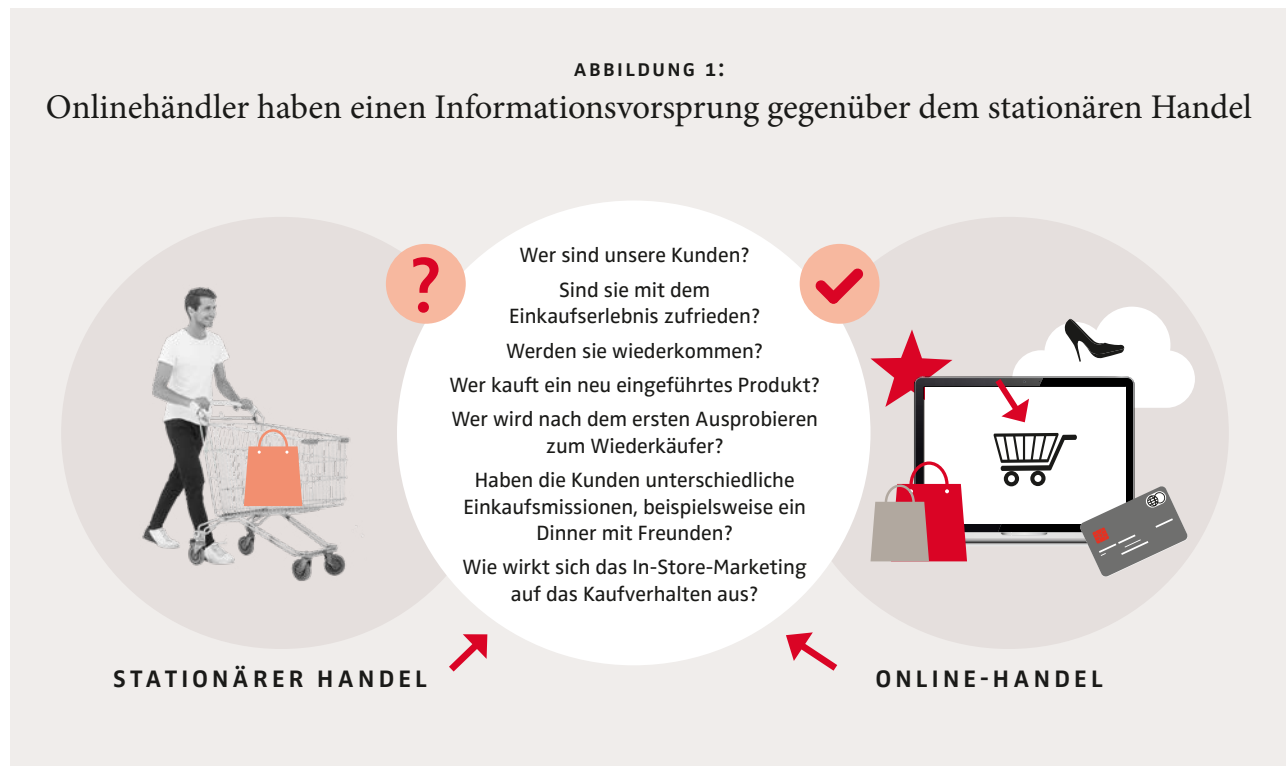 ABBILDUNG 1:
Onlinehändler haben einen Informationsvorsprung gegenüber dem stationären Handel
?
Wer sind unsere Kunden?
Sind sie mit dem
Einkaufserlebnis zufrieden?
Werden sie wiederkommen?
Wer kauft ein neu eingeführtes Produkt?
Wer wird nach dem ersten Ausprobieren
zum Wiederkäufer?
Haben die Kunden unterschiedliche
Einkaufsmissionen, beispielsweise ein
Dinner mit Freunden?
Wie wirkt sich das In-Store-Marketing
auf das Kaufverhalten aus?
STATIONÄRER HANDEL
ONLINE-HANDEL